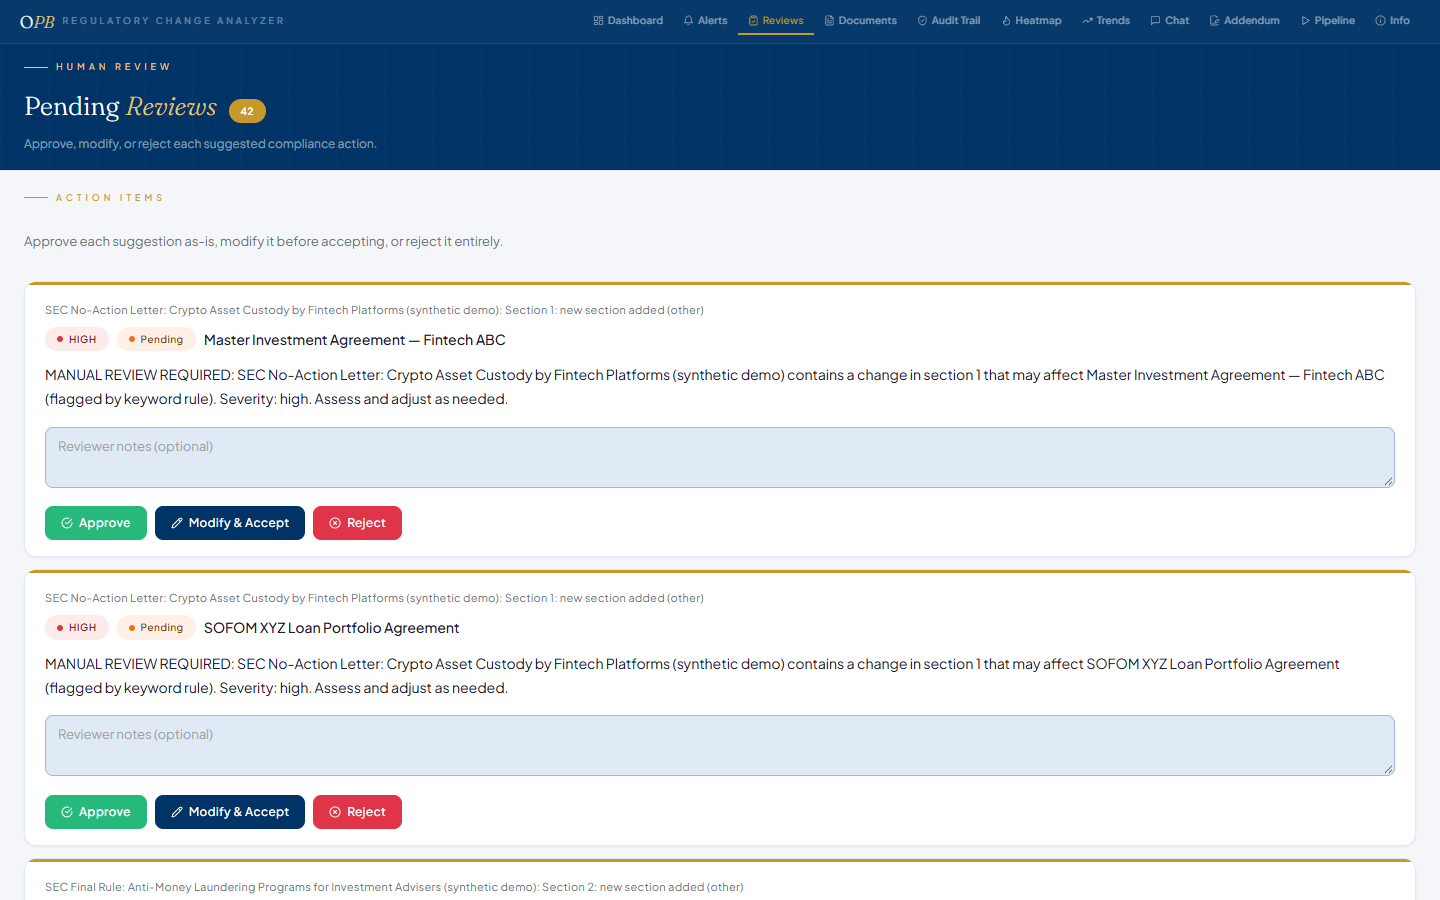 OPB REGULATORY CHANGE ANALYZER
Dashboard Alerts Reviews Documents Audit Trail Heatmap Trends Chat Addendum Pipeline Info
HUMAN REVIEW
Pending Reviews 42
Approve, modify, or reject each suggested compliance action.
ACTION ITEMS
Approve each suggestion as-is, modify it before accepting, or reject it entirely.
SEC No-Action Letter: Crypto Asset Custody by Fintech Platforms (synthetic demo): Section 1: new section added (other)
HIGH Pending Master Investment Agreement — Fintech ABC
MANUAL REVIEW REQUIRED: SEC No-Action Letter: Crypto Asset Custody by Fintech Platforms (synthetic demo) contains a change in section 1 that may affect Master Investment Agreement — Fintech ABC
(flagged by keyword rule). Severity: high. Assess and adjust as needed.
Reviewer notes (optional)
Approve Modify & Accept Reject
SEC No-Action Letter: Crypto Asset Custody by Fintech Platforms (synthetic demo): Section 1: new section added (other)
HIGH Pending SOFOM XYZ Loan Portfolio Agreement
MANUAL REVIEW REQUIRED: SEC No-Action Letter: Crypto Asset Custody by Fintech Platforms (synthetic demo) contains a change in section 1 that may affect SOFOM XYZ Loan Portfolio Agreement
(flagged by keyword rule). Severity: high. Assess and adjust as needed.
Reviewer notes (optional)
Approve Modify & Accept Reject
SEC Final Rule: Anti-Money Laundering Programs for Investment Advisers (synthetic demo): Section 2: new section added (other)